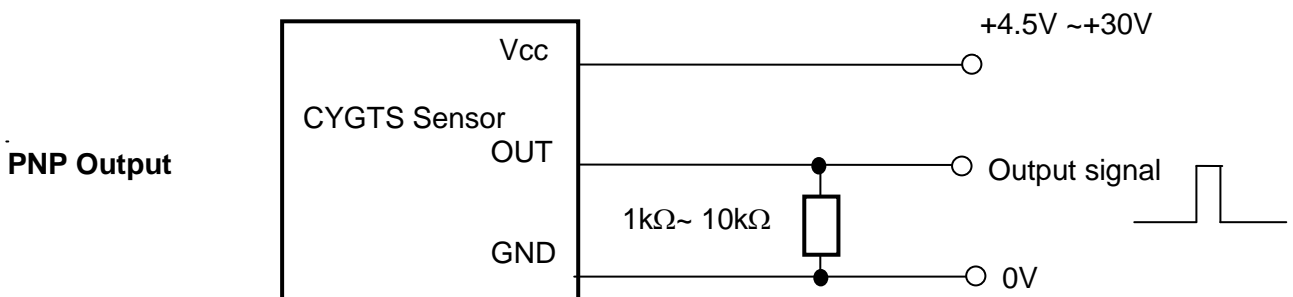 +4.5V ~+30V
Vcc
CYGTS Sensor
OUT
PNP Output
Output signal
1kΩ~ 10kΩ
GND
0V